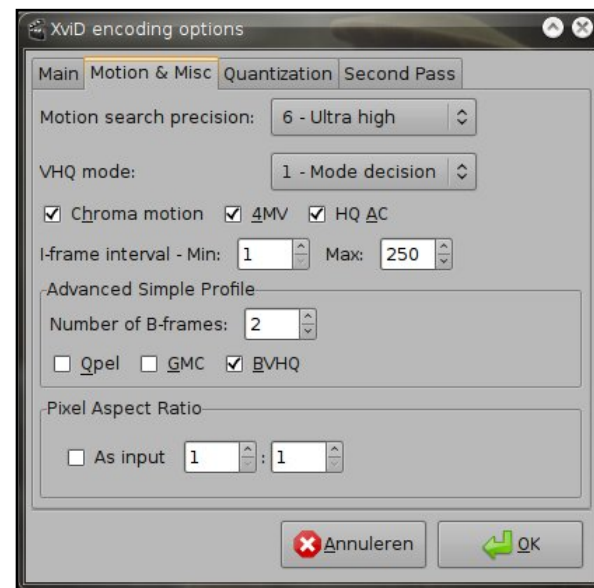 XviD encoding options
Main Motion & Misc Quantization Second Pass
Motion search precision: 6 - Ultra high
VHQ mode: 1 - Mode decision
Chroma motion 4MV HQ AC
I-frame interval - Min: 1 Max: 250
Advanced Simple Profile
Number of B-frames: 2
Qpel GMC BVHQ
Pixel Aspect Ratio
As input 1 : 1
Annuleren OK